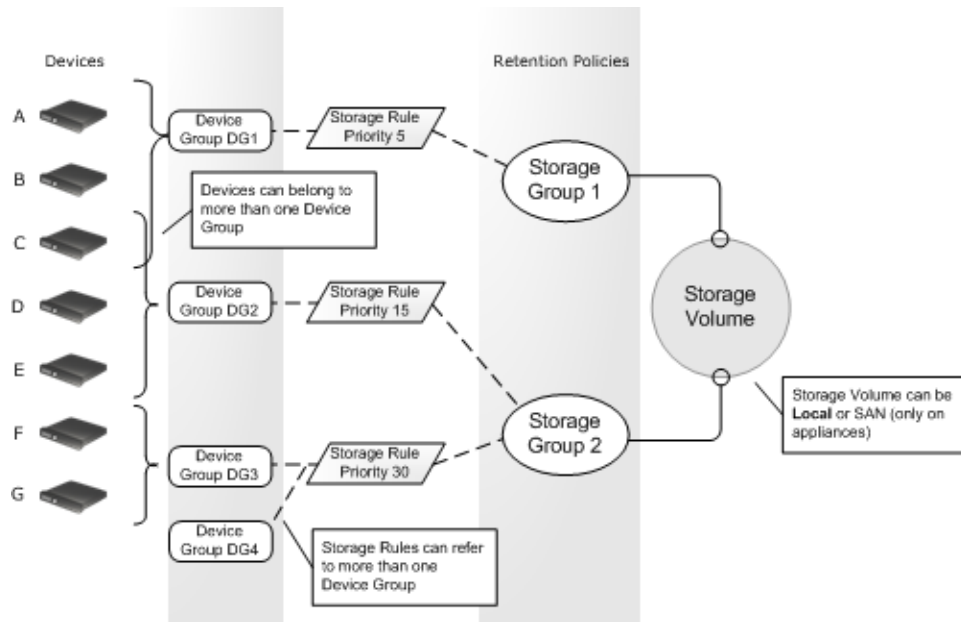 Devices
Retention Policies
A
B
C
D
E
F
G
Device
Group DG1
Storage Rule
Priority 5
Storage
Group 1
Devices can belong to
more than one Device
Group
Device
Group DG2
Storage Rule
Priority 15
Storage
Volume
Storage Volume can be
Local or SAN (only on
appliances)
Storage
Group 2
Device
Group DG3
Storage Rule
Priority 30
Device
Group DG4
Storage Rules can refer
to more than one
Device Group